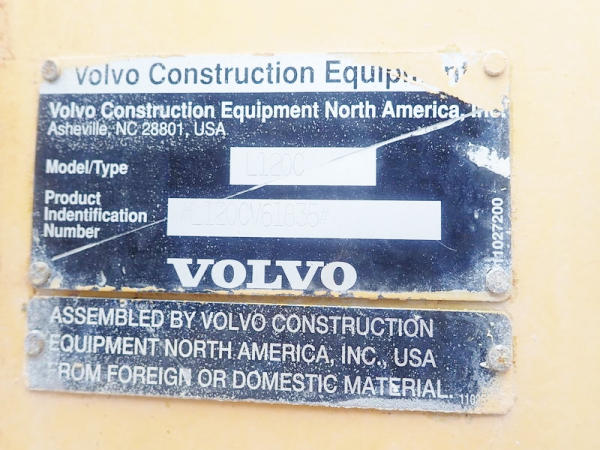 Volvo Construction Equipment
Volvo Construction Equipment North America, Inc.
Asheville, NC 28801, USA
Model/Type L120C
Product
Indentification
Number *L120CV61835*
11027200
VOLVO
ASSEMBLED BY VOLVO CONSTRUCTION
EQUIPMENT NORTH AMERICA, INC., USA
FROM FOREIGN OR DOMESTIC MATERIAL.